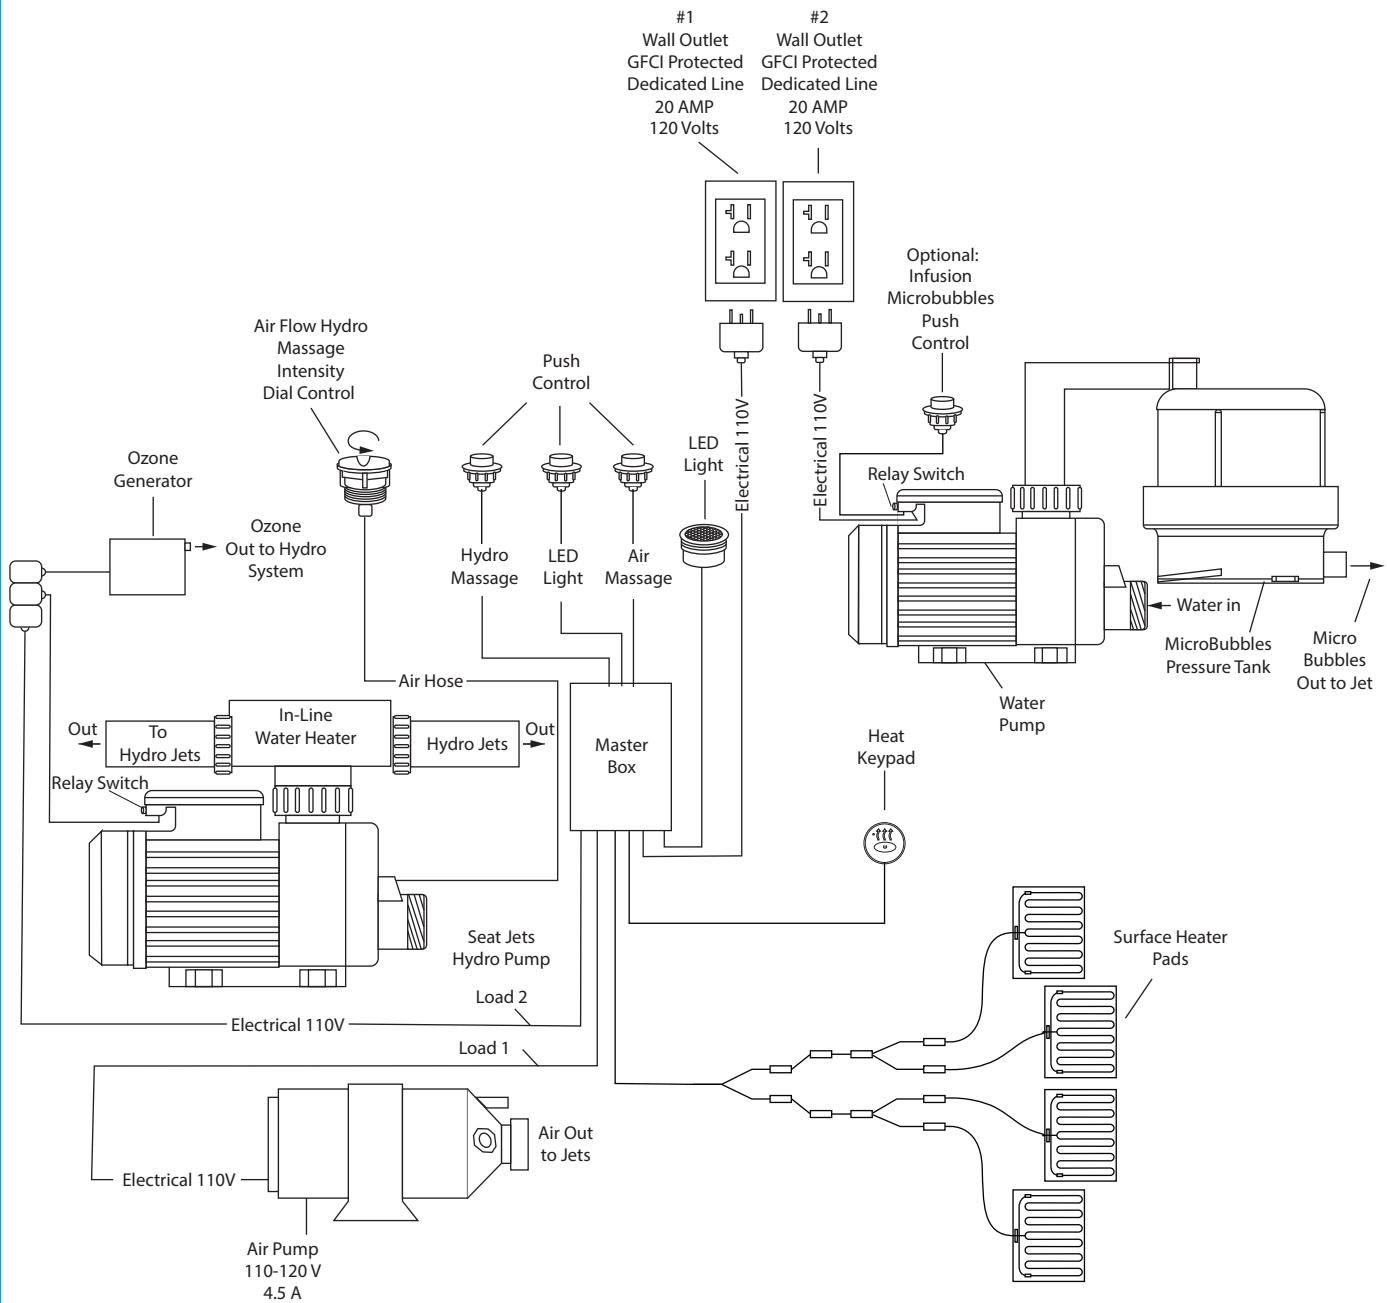 #1
Wall Outlet
GFCI Protected
Dedicated Line
20 AMP
120 Volts
#2
Wall Outlet
GFCI Protected
Dedicated Line
20 AMP
120 Volts
Optional:
Infusion
Microbubbles
Push
Control
Air Flow Hydro
Massage
Intensity
Dial Control
Push
Control
Electrical 110V
Electrical 110V
LED
Light
Relay Switch
Ozone
Generator
Ozone
Out to Hydro
System
Hydro
Massage
LED
Light
Air
Massage
Water in
MicroBubbles
Pressure Tank
Micro
Bubbles
Out to Jet
Water
Pump
Air Hose
In-Line
Water Heater
Out
To
Hydro Jets
Hydro Jets
Out
Master
Box
Heat
Keypad
Relay Switch
Seat Jets
Hydro Pump
Surface Heater
Pads
Load 2
Electrical 110V
Load 1
Air Out
to Jets
Electrical 110V
Air Pump
110-120 V
4.5 A